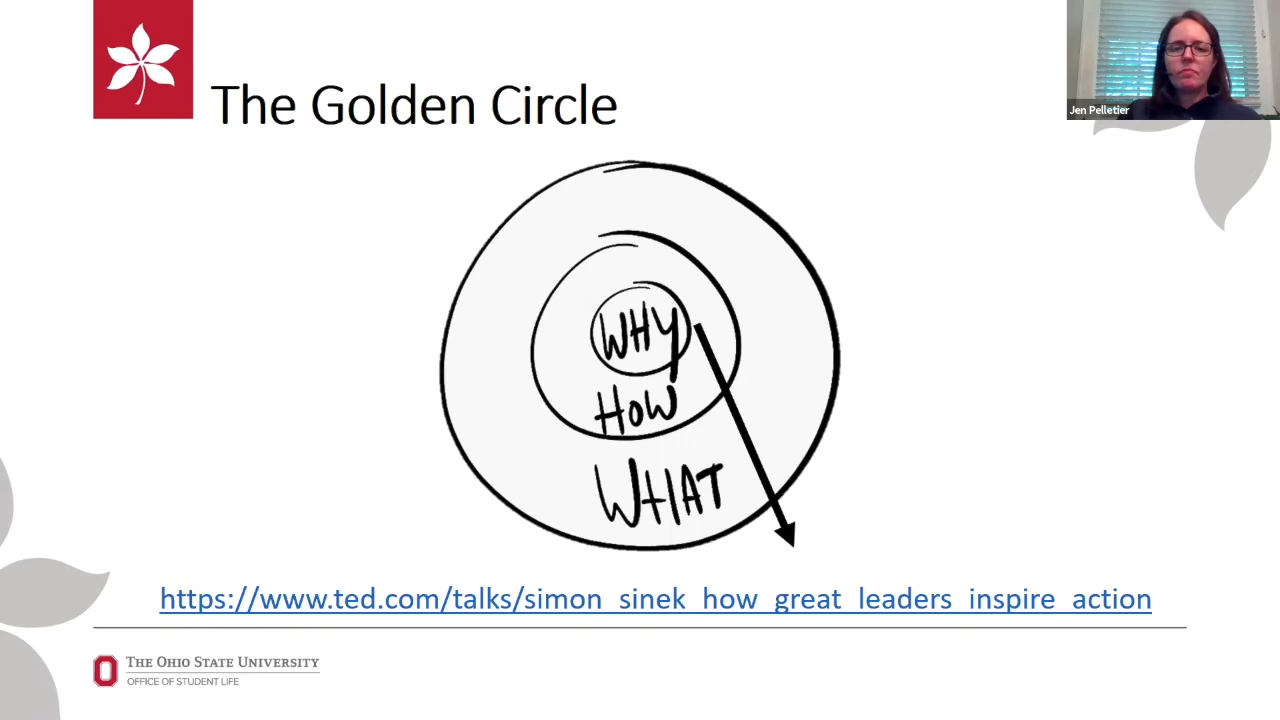 The Golden Circle
Jen Pelletier
WHY
HOW
WHAT
https://www.ted.com/talks/simon_sinek_how_great_leaders_inspire_action
THE OHIO STATE UNIVERSITY
OFFICE OF STUDENT LIFE